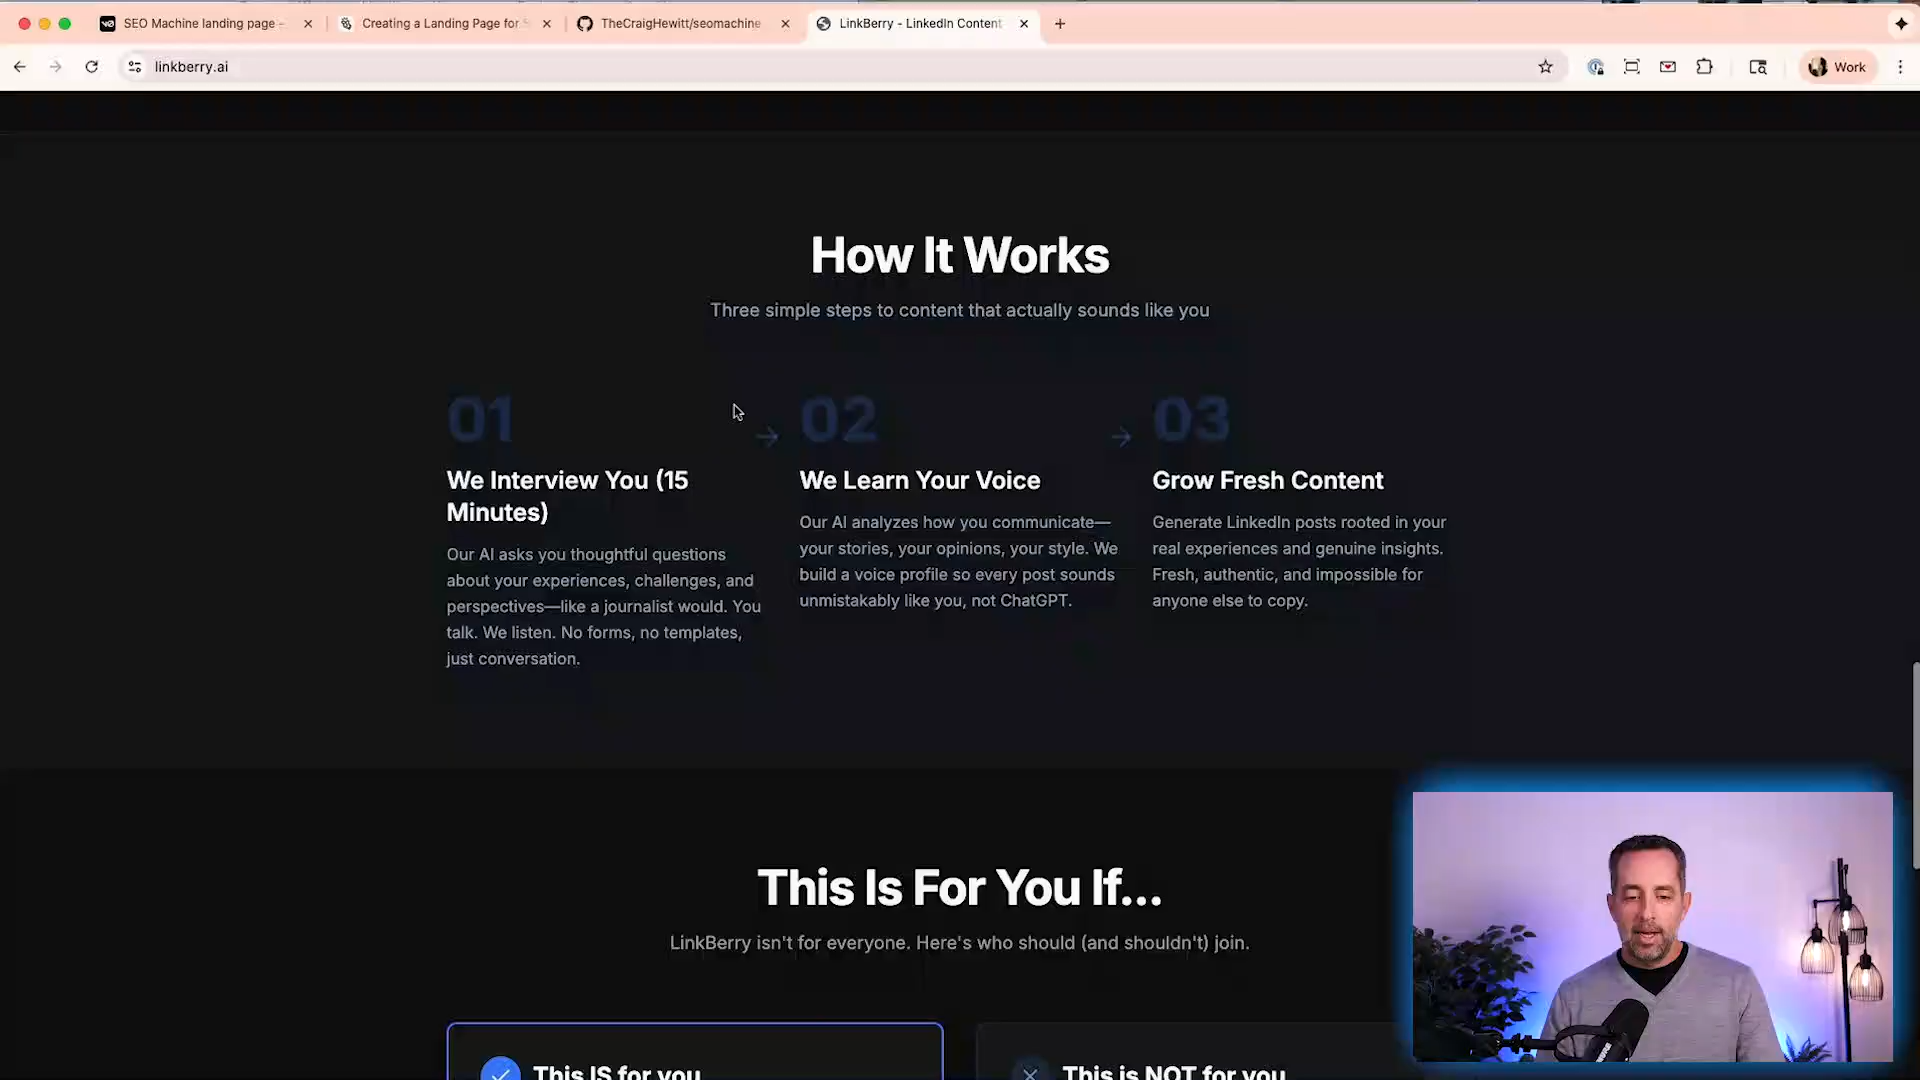 SEO Machine landing page -
Creating a Landing Page for S
TheCraigHewitt/seomachine
LinkBerry - LinkedIn Content
linkberry.ai
Work
How It Works
Three simple steps to content that actually sounds like you
01
We Interview You (15
Minutes)
Our AI asks you thoughtful questions
about your experiences, challenges, and
perspectives—like a journalist would. You
talk. We listen. No forms, no templates,
just conversation.
02
We Learn Your Voice
Our AI analyzes how you communicate—
your stories, your opinions, your style. We
build a voice profile so every post sounds
unmistakably like you, not ChatGPT.
03
Grow Fresh Content
Generate LinkedIn posts rooted in your
real experiences and genuine insights.
Fresh, authentic, and impossible for
anyone else to copy.
This Is For You If...
LinkBerry isn't for everyone. Here's who should (and shouldn't) join.
This IS for you
This is NOT for you